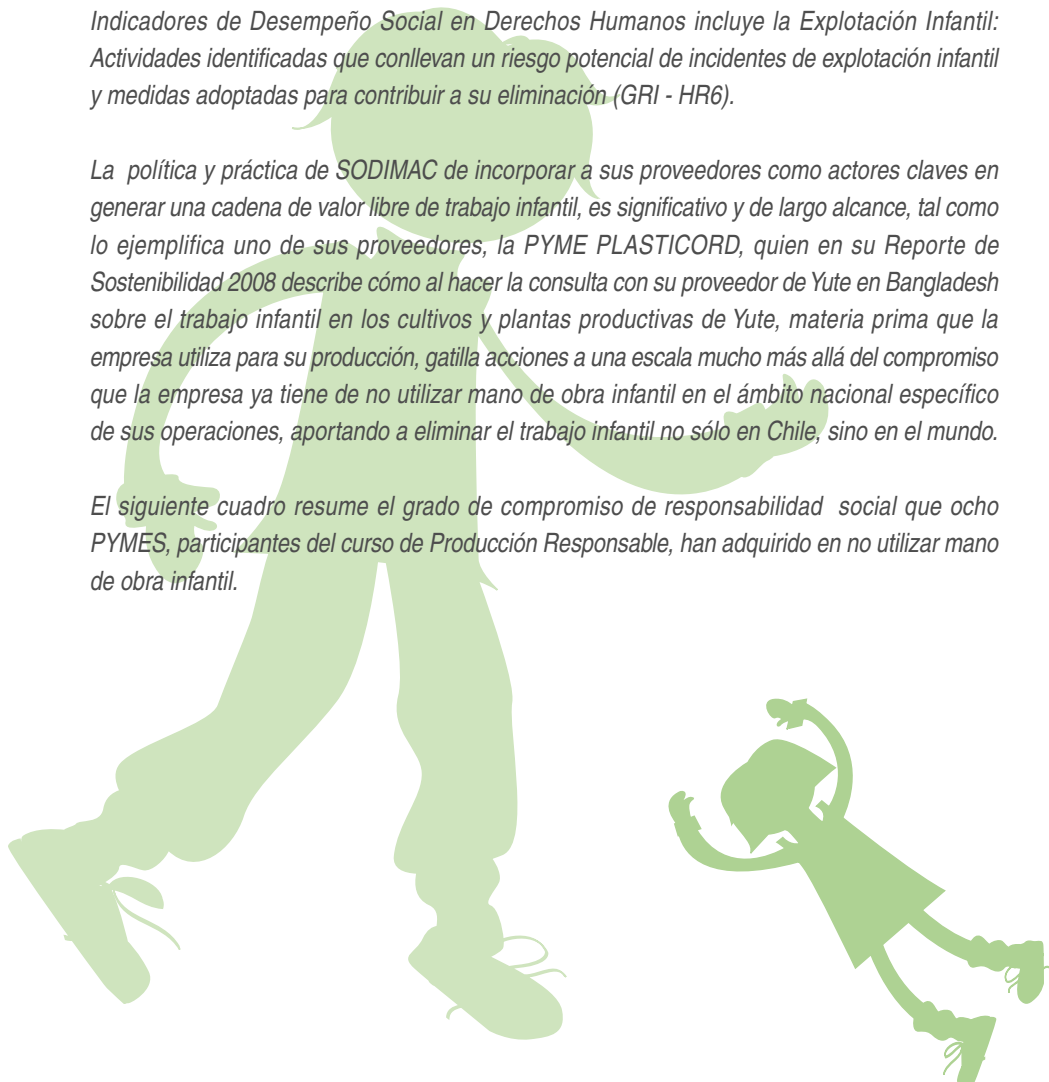 Indicadores de Desempeño Social en Derechos Humanos incluye la Explotación Infantil:
Actividades identificadas que conllevan un riesgo potencial de incidentes de explotación infantil
y medidas adoptadas para contribuir a su eliminación (GRI - HR6).
La política y práctica de SODIMAC de incorporar a sus proveedores como actores claves en
generar una cadena de valor libre de trabajo infantil, es significativo y de largo alcance, tal como
lo ejemplifica uno de sus proveedores, la PYME PLASTICORD, quien en su Reporte de
Sostenibilidad 2008 describe cómo al hacer la consulta con su proveedor de Yute en Bangladesh
sobre el trabajo infantil en los cultivos y plantas productivas de Yute, materia prima que la
empresa utiliza para su producción, gatilla acciones a una escala mucho más allá del compromiso
que la empresa ya tiene de no utilizar mano de obra infantil en el ámbito nacional específico
de sus operaciones, aportando a eliminar el trabajo infantil no sólo en Chile, sino en el mundo.
El siguiente cuadro resume el grado de compromiso de responsabilidad social que ocho
PYMES, participantes del curso de Producción Responsable, han adquirido en no utilizar mano
de obra infantil.